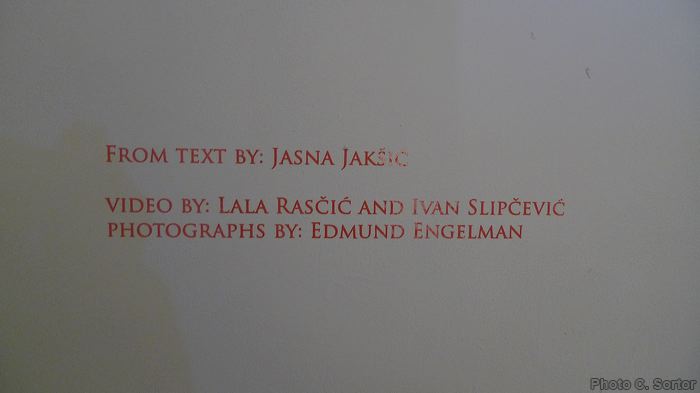 FROM TEXT BY: JASNA JAKŠIĆ
VIDEO BY: LALA RASČIĆ AND IVAN SLIPČEVIĆ
PHOTOGRAPHS BY: EDMUND ENGELMAN
Photo C. Sortor